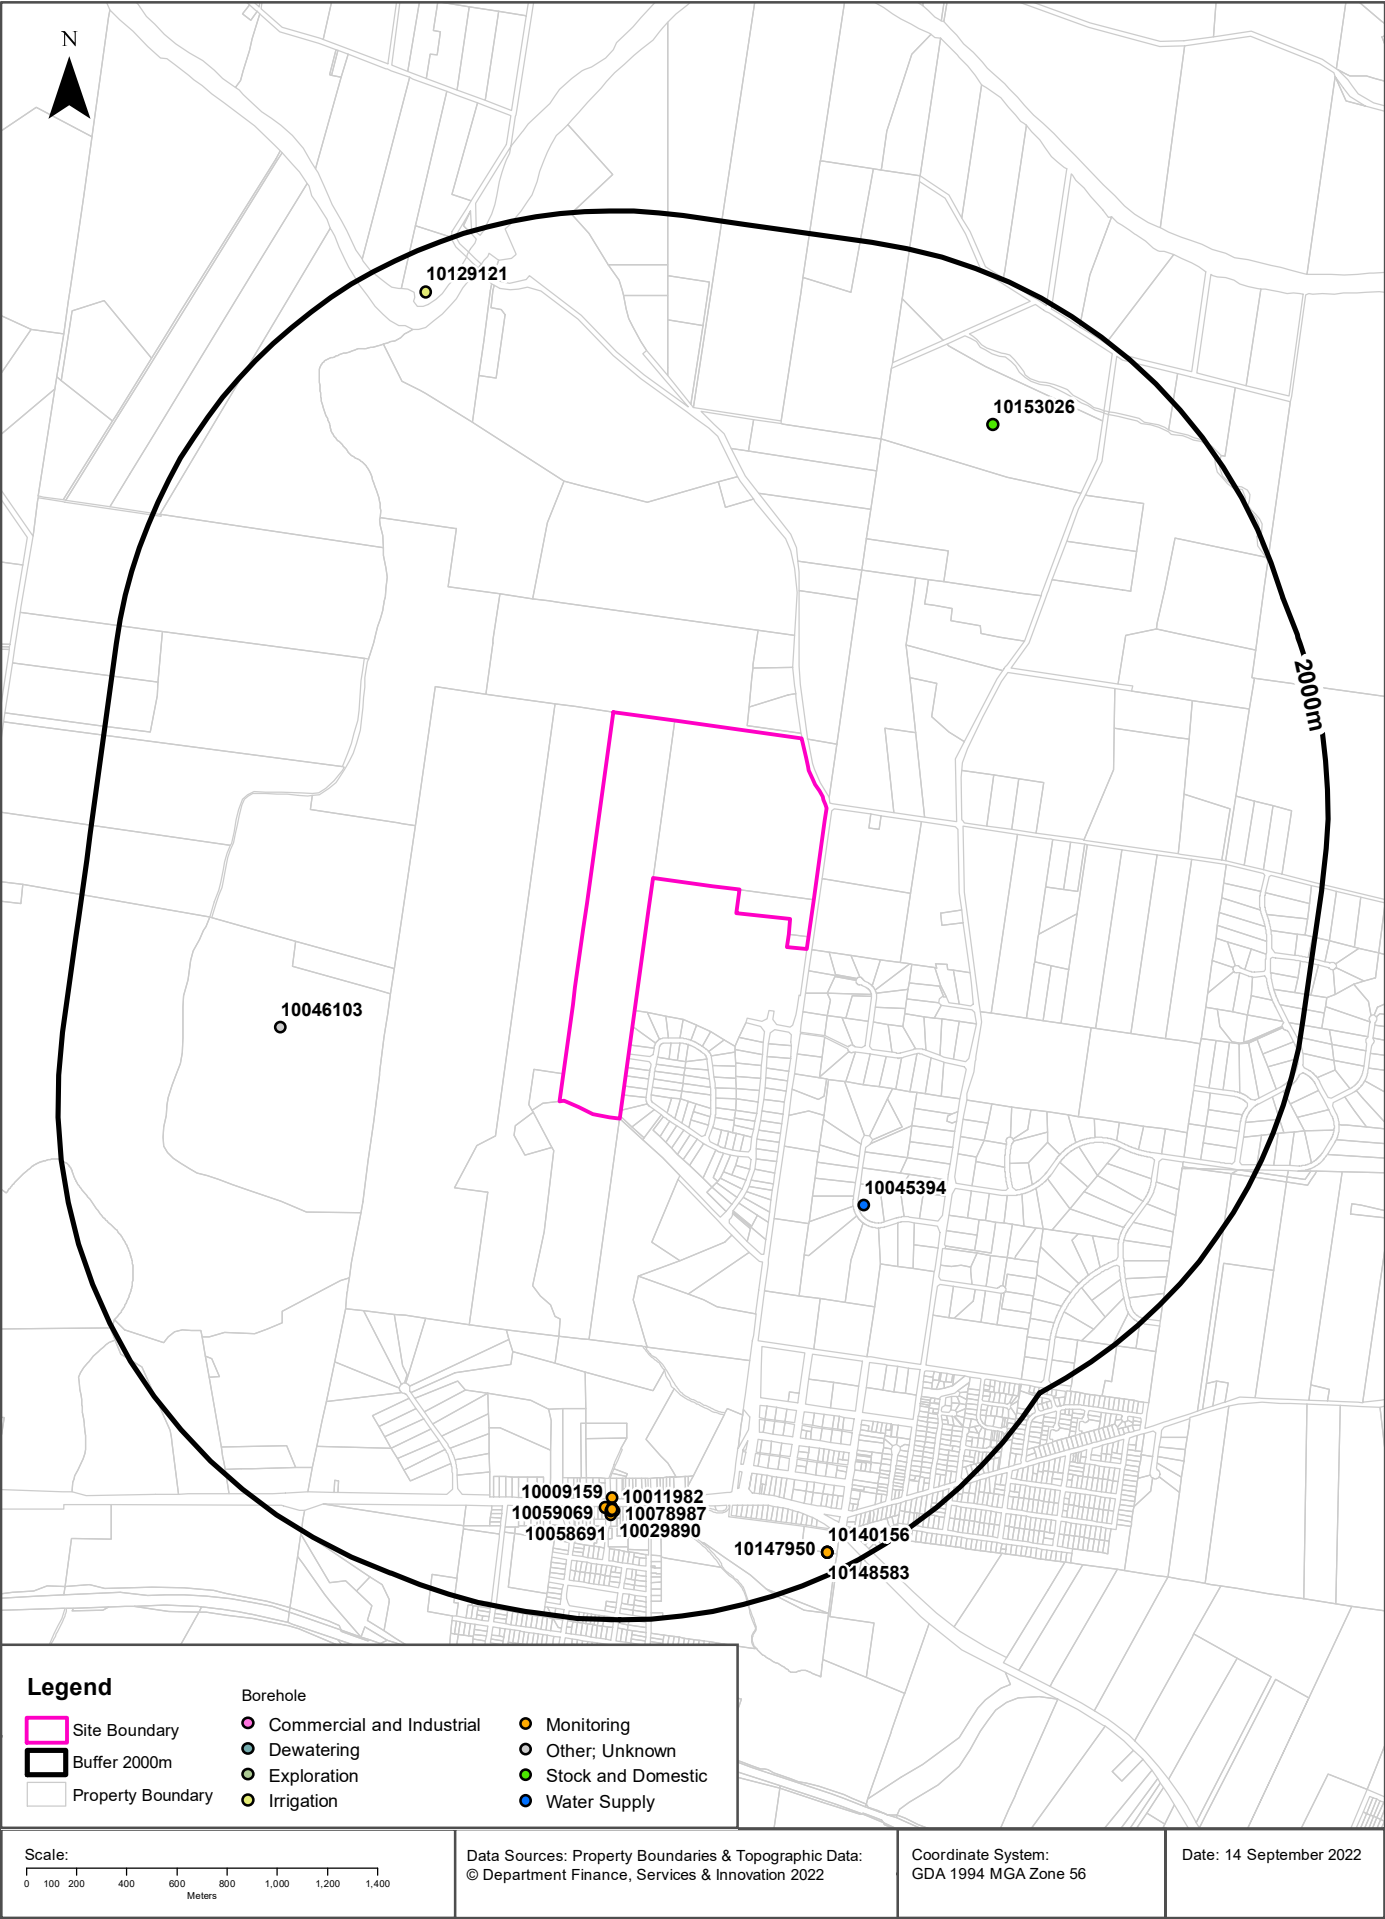 N
10129121
10153026
2000m
10046103
10045394
10009159
10011982
10059069
10078987
10058691
10029890
10140156
10147950
10148583
Legend
Site Boundary
Buffer 2000m
Property Boundary
Borehole
Commercial and Industrial
Dewatering
Exploration
Irrigation
Monitoring
Other; Unknown
Stock and Domestic
Water Supply
Scale:
0 100 200 400 600 800 1,000 1,200 1,400
Meters
Data Sources: Property Boundaries & Topographic Data:
© Department Finance, Services & Innovation 2022
Coordinate System:
GDA 1994 MGA Zone 56
Date: 14 September 2022